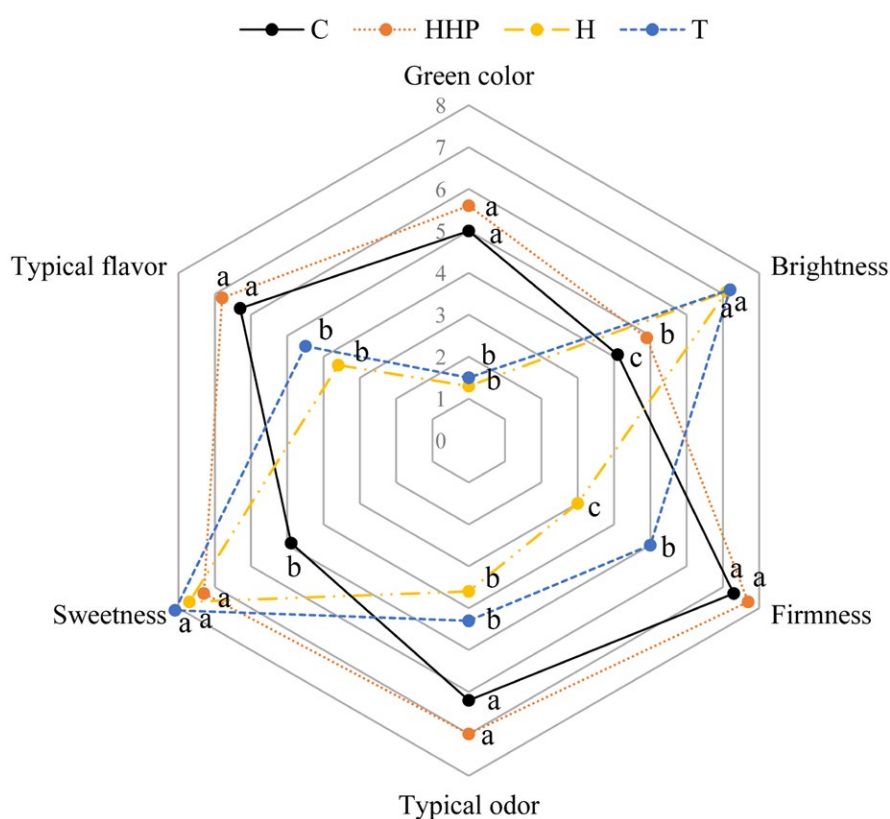 C HHP H T
Green color
8
7
6
a
5
a
4
3
2
1
0
b
b
Typical flavor
a a
b
b
Brightness
a a
b
c
c
b
Sweetness
b
a a
a
Firmness
a a
b
b
a
a
Typical odor